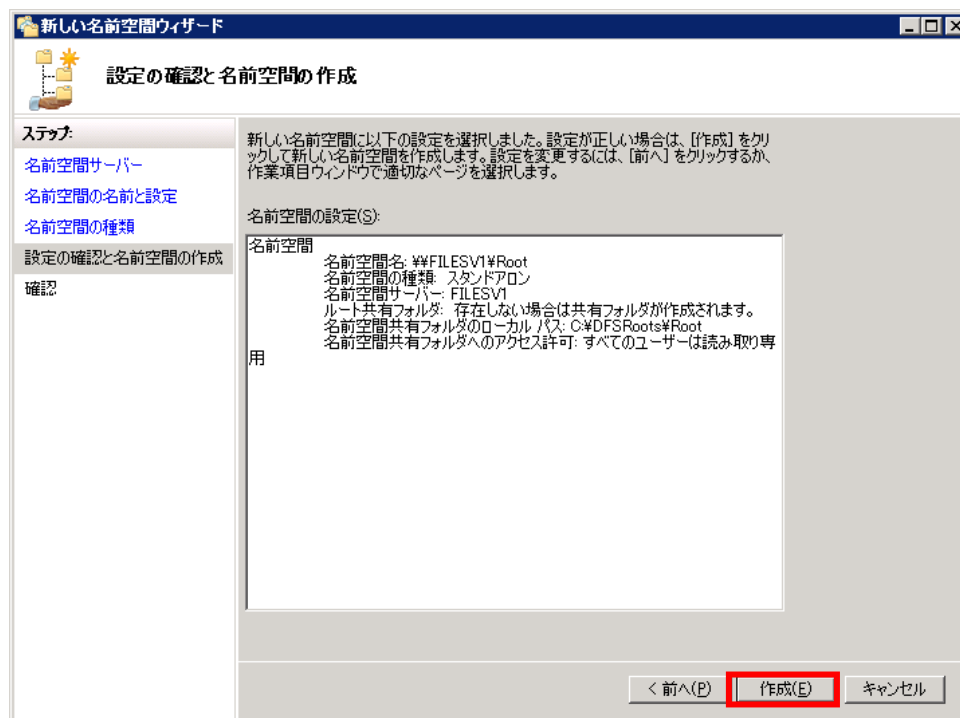 新しい名前空間ウィザード
設定の確認と名前空間の作成
ステップ:
名前空間サーバー
名前空間の名前と設定
名前空間の種類
設定の確認と名前空間の作成
確認
新しい名前空間に以下の設定を選択しました。設定が正しい場合は、[作成] をクリ
ックして新しい名前空間を作成します。設定を変更するには、[前へ] をクリックするか、
作業項目ウィンドウで適切なページを選択します。
名前空間の設定(S):
名前空間
名前空間名: ¥¥FILESV1¥Root
名前空間の種類: スタンドアロン
名前空間サーバー: FILESV1
ルート共有フォルダ: 存在しない場合は共有フォルダが作成されます。
名前空間共有フォルダのローカル パス: C:¥DFSRoots¥Root
名前空間共有フォルダへのアクセス許可: すべてのユーザーは読み取り専
用
< 前へ(P)
作成(E)
キャンセル